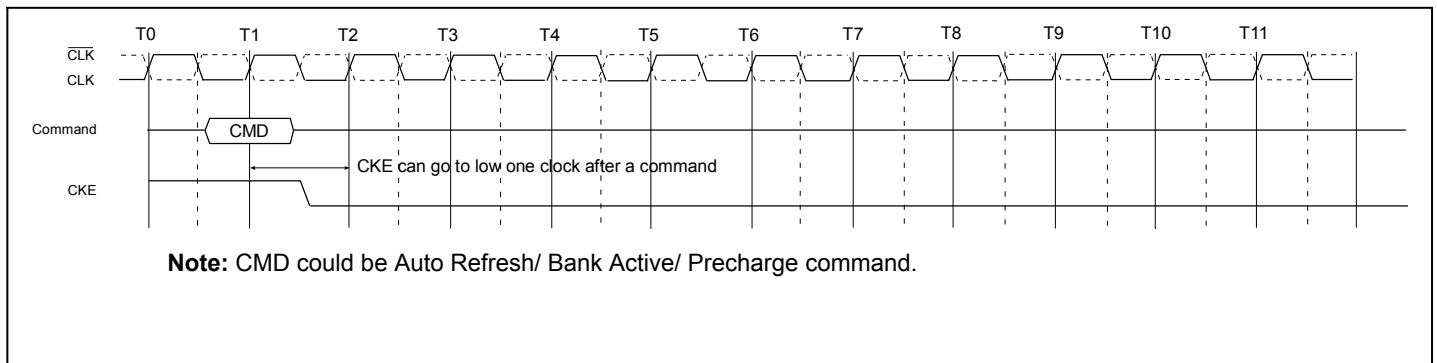 T0 T1 T2 T3 T4 T5 T6 T7 T8 T9 T10 T11
CLK
CLK
Command CMD
CKE can go to low one clock after a command
CKE
Note: CMD could be Auto Refresh/ Bank Active/ Precharge command.